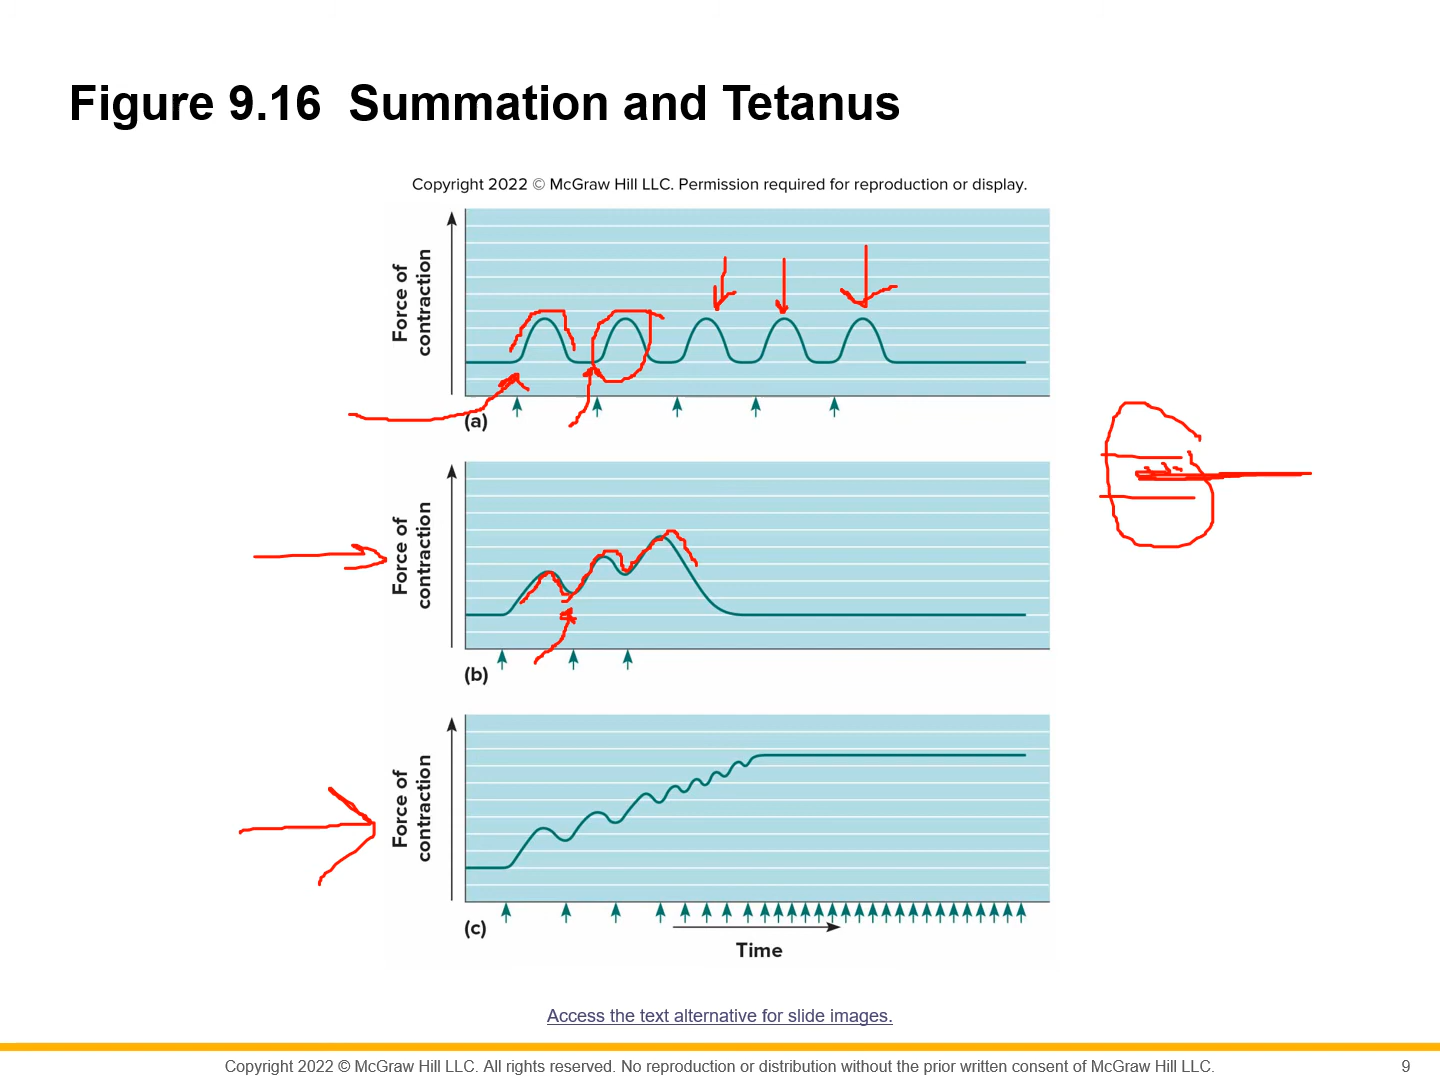 Figure 9.16  Summation and Tetanus
Copyright 2022 © McGraw Hill LLC. Permission required for reproduction or display.
Force of
contraction
(a)
Force of
contraction
(b)
Force of
contraction
(c)
Time
Access the text alternative for slide images.
Copyright 2022 © McGraw Hill LLC. All rights reserved. No reproduction or distribution without the prior written consent of McGraw Hill LLC.
9